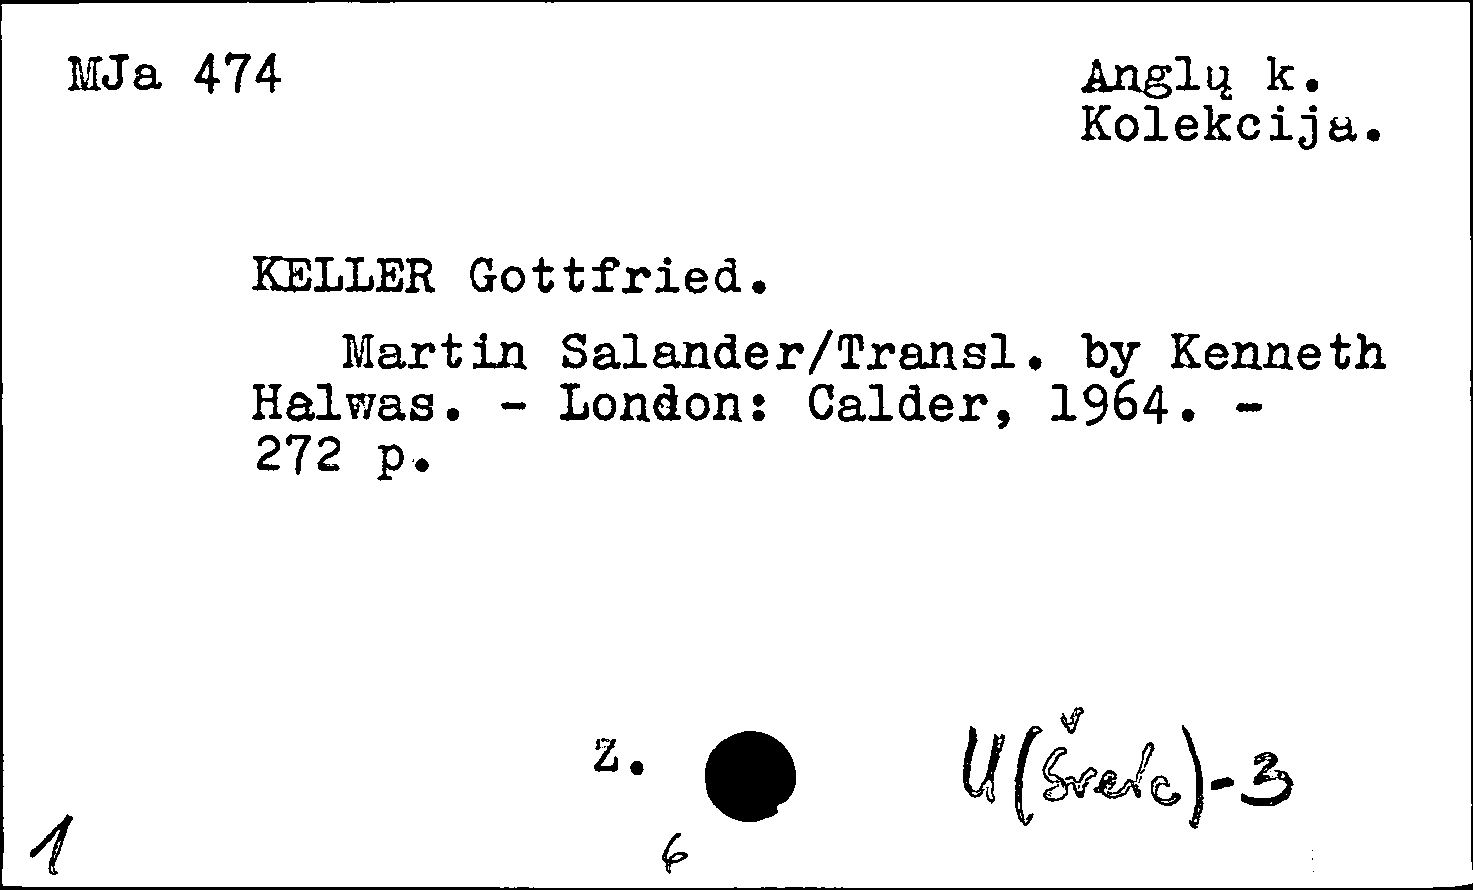 MJa 474
Anglų k.
Kolekcija.
KELLER Gottfried.
Martin Salander/Transl. by Kenneth
Halwas. - London: Calder, 1964. -
272 p.
Z.
U(Šveic)-3
1
6